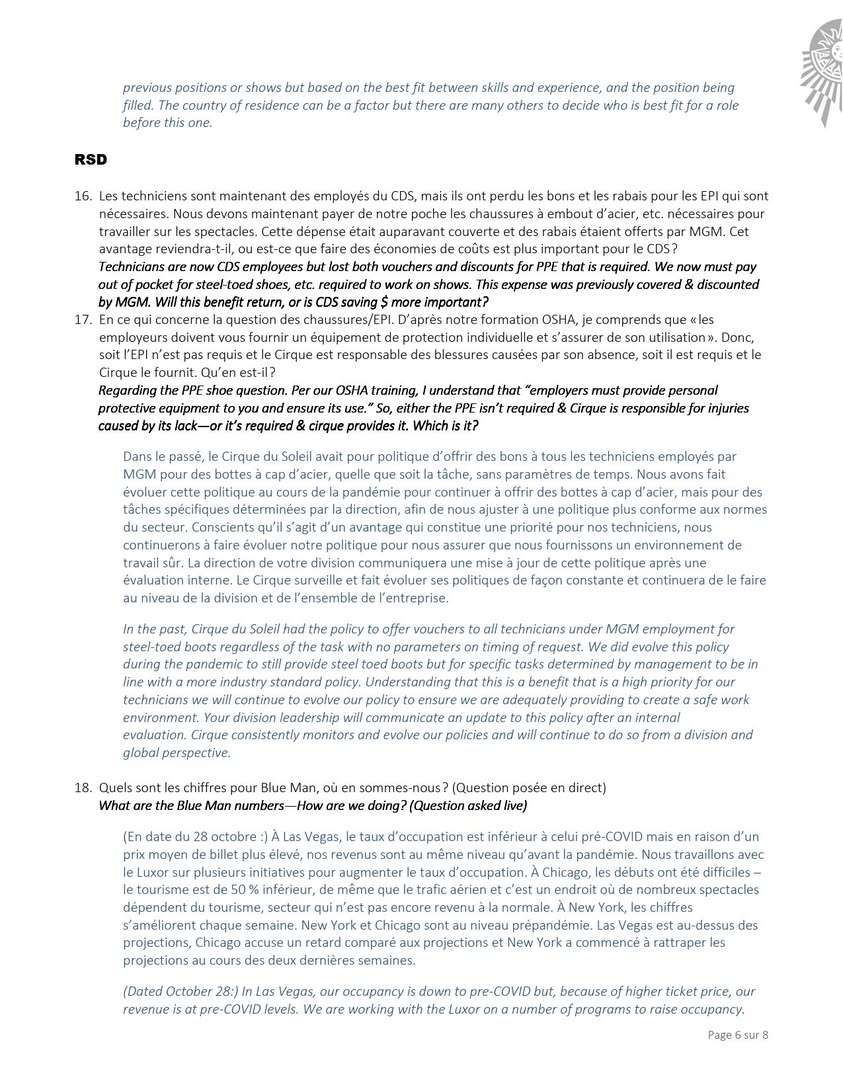 previous positions or shows but based on the best fit between skills and experience, and the position being
filled. The country of residence can be a factor but there are many others to decide who is best fit for a role
before this one.
RSD
16. Les techniciens sont maintenant des employés du CDS, mais ils ont perdu les bons et les rabais pour les EPI qui sont
nécessaires. Nous devons maintenant payer de notre poche les chaussures à embout d’acier, etc. nécessaires pour
travailler sur les spectacles. Cette dépense était auparavant couverte et des rabais étaient offerts par MGM. Cet
avantage reviendra-t-il, ou est-ce que faire des économies de coûts est plus important pour le CDS?
Technicians are now CDS employees but lost both vouchers and discounts for PPE that is required. We now must pay
out of pocket for steel-toed shoes, etc. required to work on shows. This expense was previously covered & discounted
by MGM. Will this benefit return, or is CDS saving $ more important?
17. En ce qui concerne la question des chaussures/EPI. D’après notre formation OSHA, je comprends que «les
employeurs doivent vous fournir un équipement de protection individuelle et s’assurer de son utilisation». Donc,
soit l’EPI n’est pas requis et le Cirque est responsable des blessures causées par son absence, soit il est requis et le
Cirque le fournit. Qu’en est-il?
Regarding the PPE shoe question. Per our OSHA training, I understand that “employers must provide personal
protective equipment to you and ensure its use.” So, either the PPE isn’t required & Cirque is responsible for injuries
caused by its lack—or it’s required & cirque provides it. Which is it?
Dans le passé, le Cirque du Soleil avait pour politique d’offrir des bons à tous les techniciens employés par
MGM pour des bottes à cap d’acier, quelle que soit la tâche, sans paramètres de temps. Nous avons fait
évoluer cette politique au cours de la pandémie pour continuer à offrir des bottes à cap d’acier, mais pour des
tâches spécifiques déterminées par la direction, afin de nous ajuster à une politique plus conforme aux normes
du secteur. Conscients qu’il s’agit d’un avantage qui constitue une priorité pour nos techniciens, nous
continuerons à faire évoluer notre politique pour nous assurer que nous fournissons un environnement de
travail sûr. La direction de votre division communiquera une mise à jour de cette politique après une
évaluation interne. Le Cirque surveille et fait évoluer ses politiques de façon constante et continuera de le faire
au niveau de la division et de l’ensemble de l’entreprise.
In the past, Cirque du Soleil had the policy to offer vouchers to all technicians under MGM employment for
steel-toed boots regardless of the task with no parameters on timing of request. We did evolve this policy
during the pandemic to still provide steel toed boots but for specific tasks determined by management to be in
line with a more industry standard policy. Understanding that this is a benefit that is a high priority for our
technicians we will continue to evolve our policy to ensure we are adequately providing to create a safe work
environment. Your division leadership will communicate an update to this policy after an internal
evaluation. Cirque consistently monitors and evolve our policies and will continue to do so from a division and
global perspective.
18. Quels sont les chiffres pour Blue Man, où en sommes-nous? (Question posée en direct)
What are the Blue Man numbers—How are we doing? (Question asked live)
(En date du 28 octobre :) À Las Vegas, le taux d’occupation est inférieur à celui pré-COVID mais en raison d’un
prix moyen de billet plus élevé, nos revenus sont au même niveau qu’avant la pandémie. Nous travaillons avec
le Luxor sur plusieurs initiatives pour augmenter le taux d’occupation. À Chicago, les débuts ont été difficiles –
le tourisme est de 50 % inférieur, de même que le trafic aérien et c’est un endroit où de nombreux spectacles
dépendent du tourisme, secteur qui n’est pas encore revenu à la normale. À New York, les chiffres
s’améliorent chaque semaine. New York et Chicago sont au niveau prépandémie. Las Vegas est au-dessus des
projections, Chicago accuse un retard comparé aux projections et New York a commencé à rattraper les
projections au cours des deux dernières semaines.
(Dated October 28:) In Las Vegas, our occupancy is down to pre-COVID but, because of higher ticket price, our
revenue is at pre-COVID levels. We are working with the Luxor on a number of programs to raise occupancy.
Page 6 sur 8